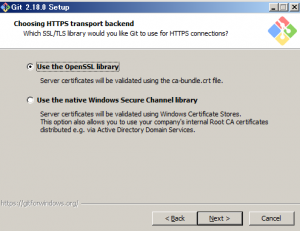 Git 2.18.0 Setup
Choosing HTTPS transport backend
Which SSL/TLS library would you like Git to use for HTTPS connections?
Use the OpenSSL library
Server certificates will be validated using the ca-bundle.crt file.
Use the native Windows Secure Channel library
Server certificates will be validated using Windows Certificate Stores.
This option also allows you to use your company's internal Root CA certificates
distributed e.g. via Active Directory Domain Services.
https://gitforwindows.org/
< Back
Next >
Cancel